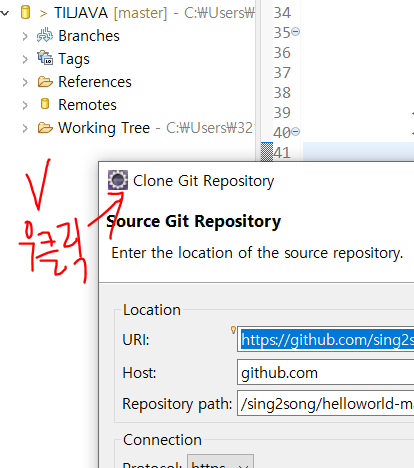 > TILJAVA [master] - C:₩Users₩
Branches
Tags
References
Remotes
Working Tree - C:₩Users₩32
34
35
36
37
38
39
40
41
V
우클릭
Clone Git Repository
Source Git Repository
Enter the location of the source repository.
Location
URI:
https://github.com/sing2s
Host:
github.com
Repository path:
/sing2song/helloworld-ma
Connection
Protocol:
https